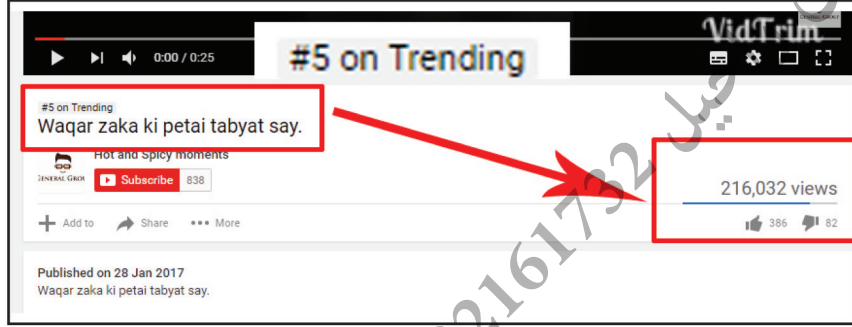 GENERAL GROUP
VidTrim
#5 on Trending
0:00 / 0:25
#5 on Trending
Waqar zaka ki petai tabyat say.
Hot and Spicy moments
Subscribe 838
216,032 views
Add to Share ••• More
386 82
Published on 28 Jan 2017
Waqar zaka ki petai tabyat say.